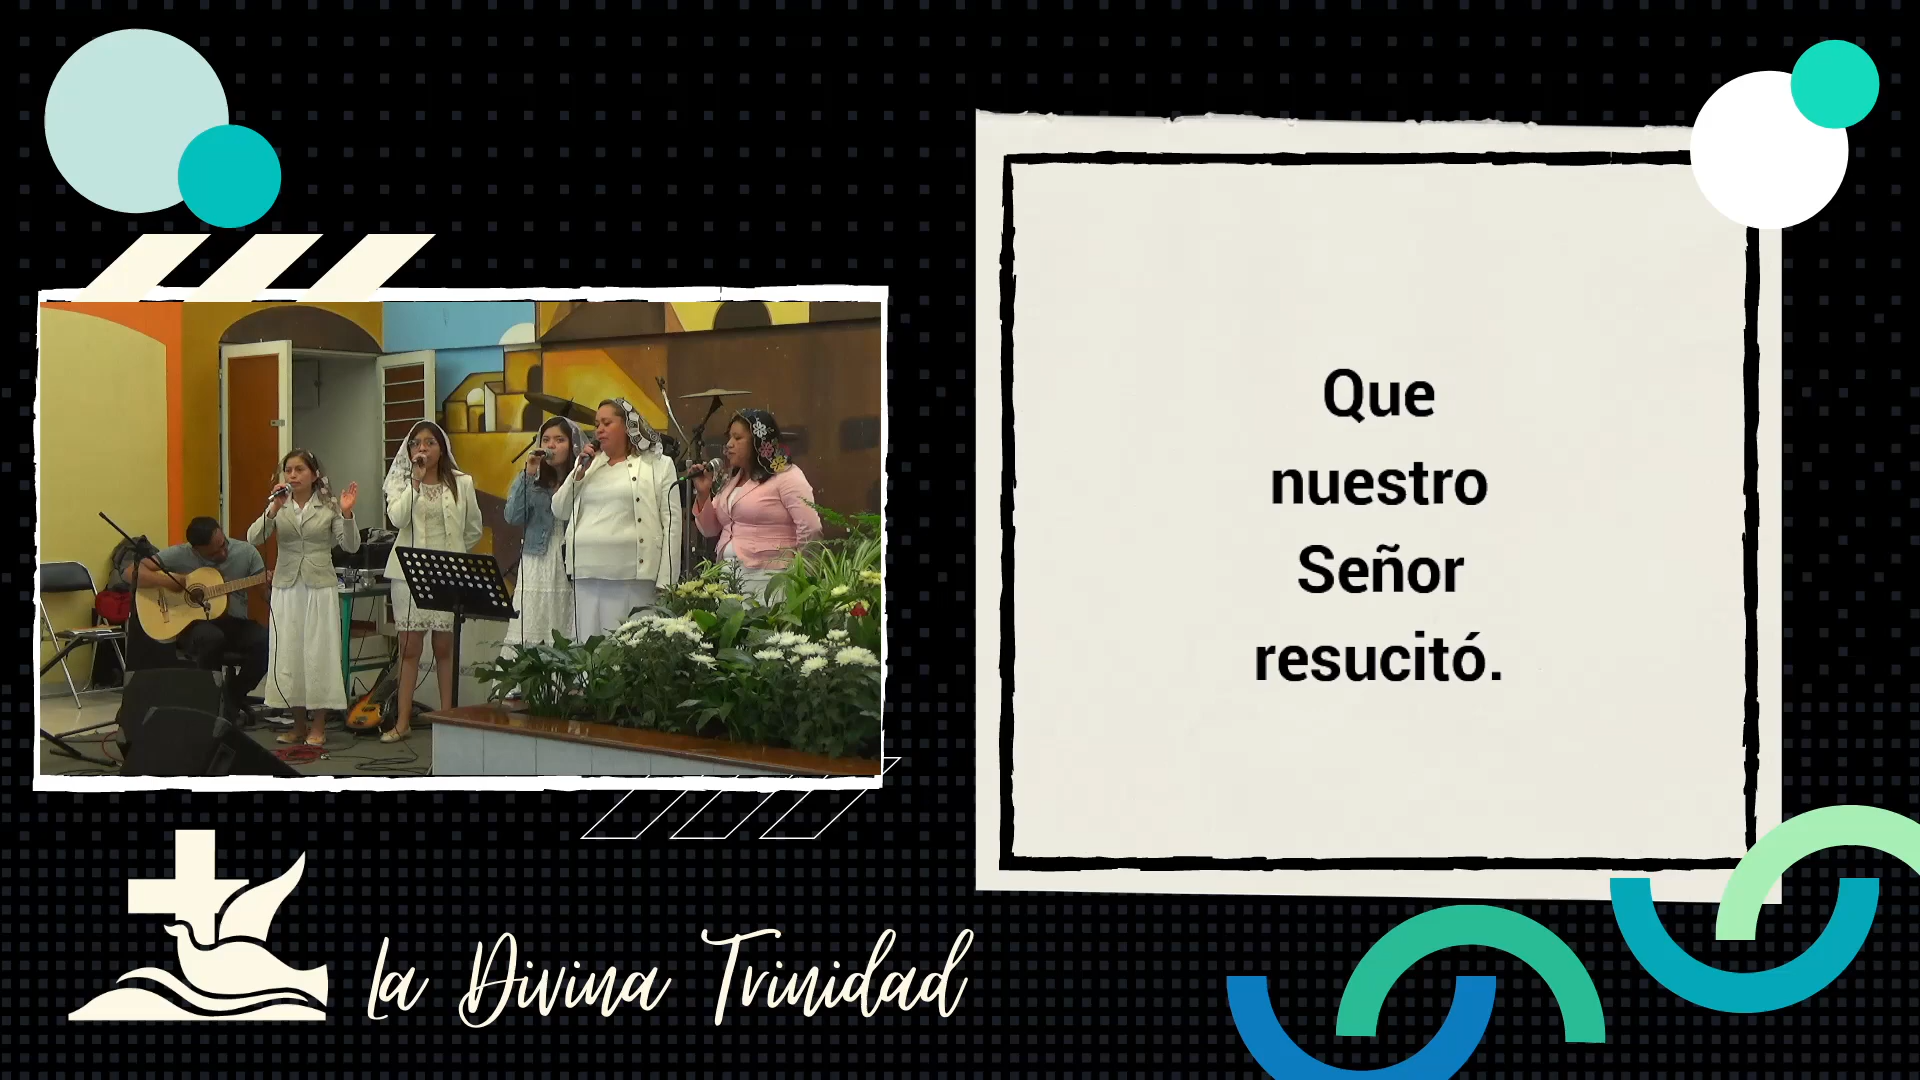 Que
nuestro
Señor
resucitó.
la Divina Trinidad